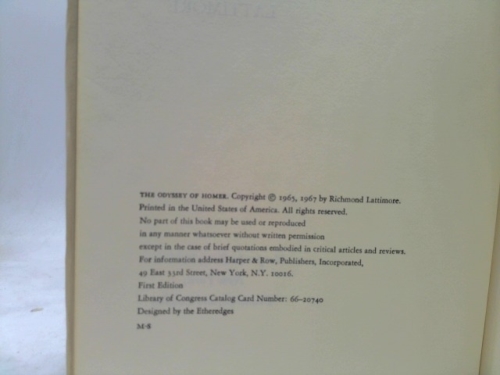 THE ODYSSEY OF HOMER. Copyright © 1965, 1967 by Richmond Lattimore.
Printed in the United States of America. All rights reserved.
No part of this book may be used or reproduced
in any manner whatsoever without written permission
except in the case of brief quotations embodied in critical articles and reviews.
For information address Harper & Row, Publishers, Incorporated,
49 East 33rd Street, New York, N.Y. 10016.
First Edition
Library of Congress Catalog Card Number: 66-20740
Designed by the Etheredges
M-8